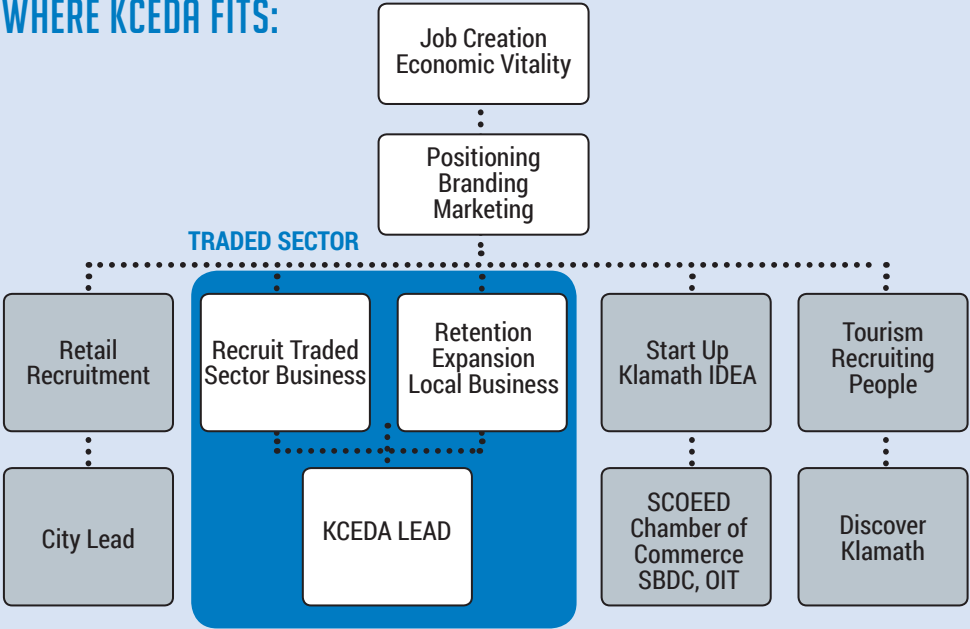 WHERE KCEDA FITS:
Job Creation
Economic Vitality
Positioning
Branding
Marketing
TRADED SECTOR
Retail
Recruitment
Recruit Traded
Sector Business
Retention
Expansion
Local Business
Start Up
Klamath IDEA
Tourism
Recruiting
People
City Lead
KCEDA LEAD
SCOEED
Chamber of
Commerce
SBDC, OIT
Discover
Klamath